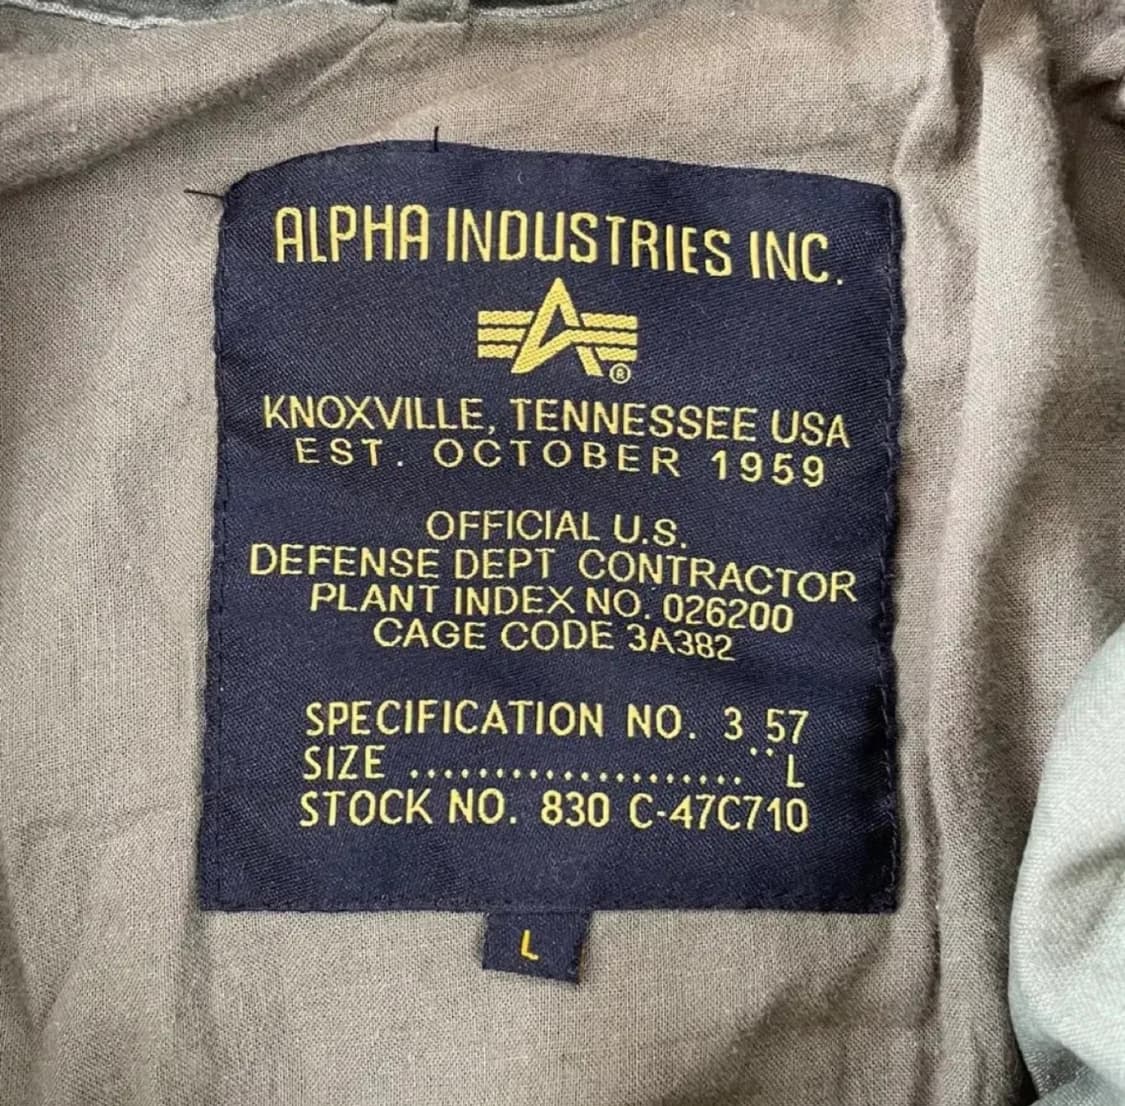 ALPHA INDUSTRIES INC.
®
KNOXVILLE, TENNESSEE USA
EST. OCTOBER 1959
OFFICIAL U.S.
DEFENSE DEPT CONTRACTOR
PLANT INDEX NO. 026200
CAGE CODE 3A382
SPECIFICATION NO. 3 57
SIZE ...................... L
STOCK NO. 830 C-47C710
L